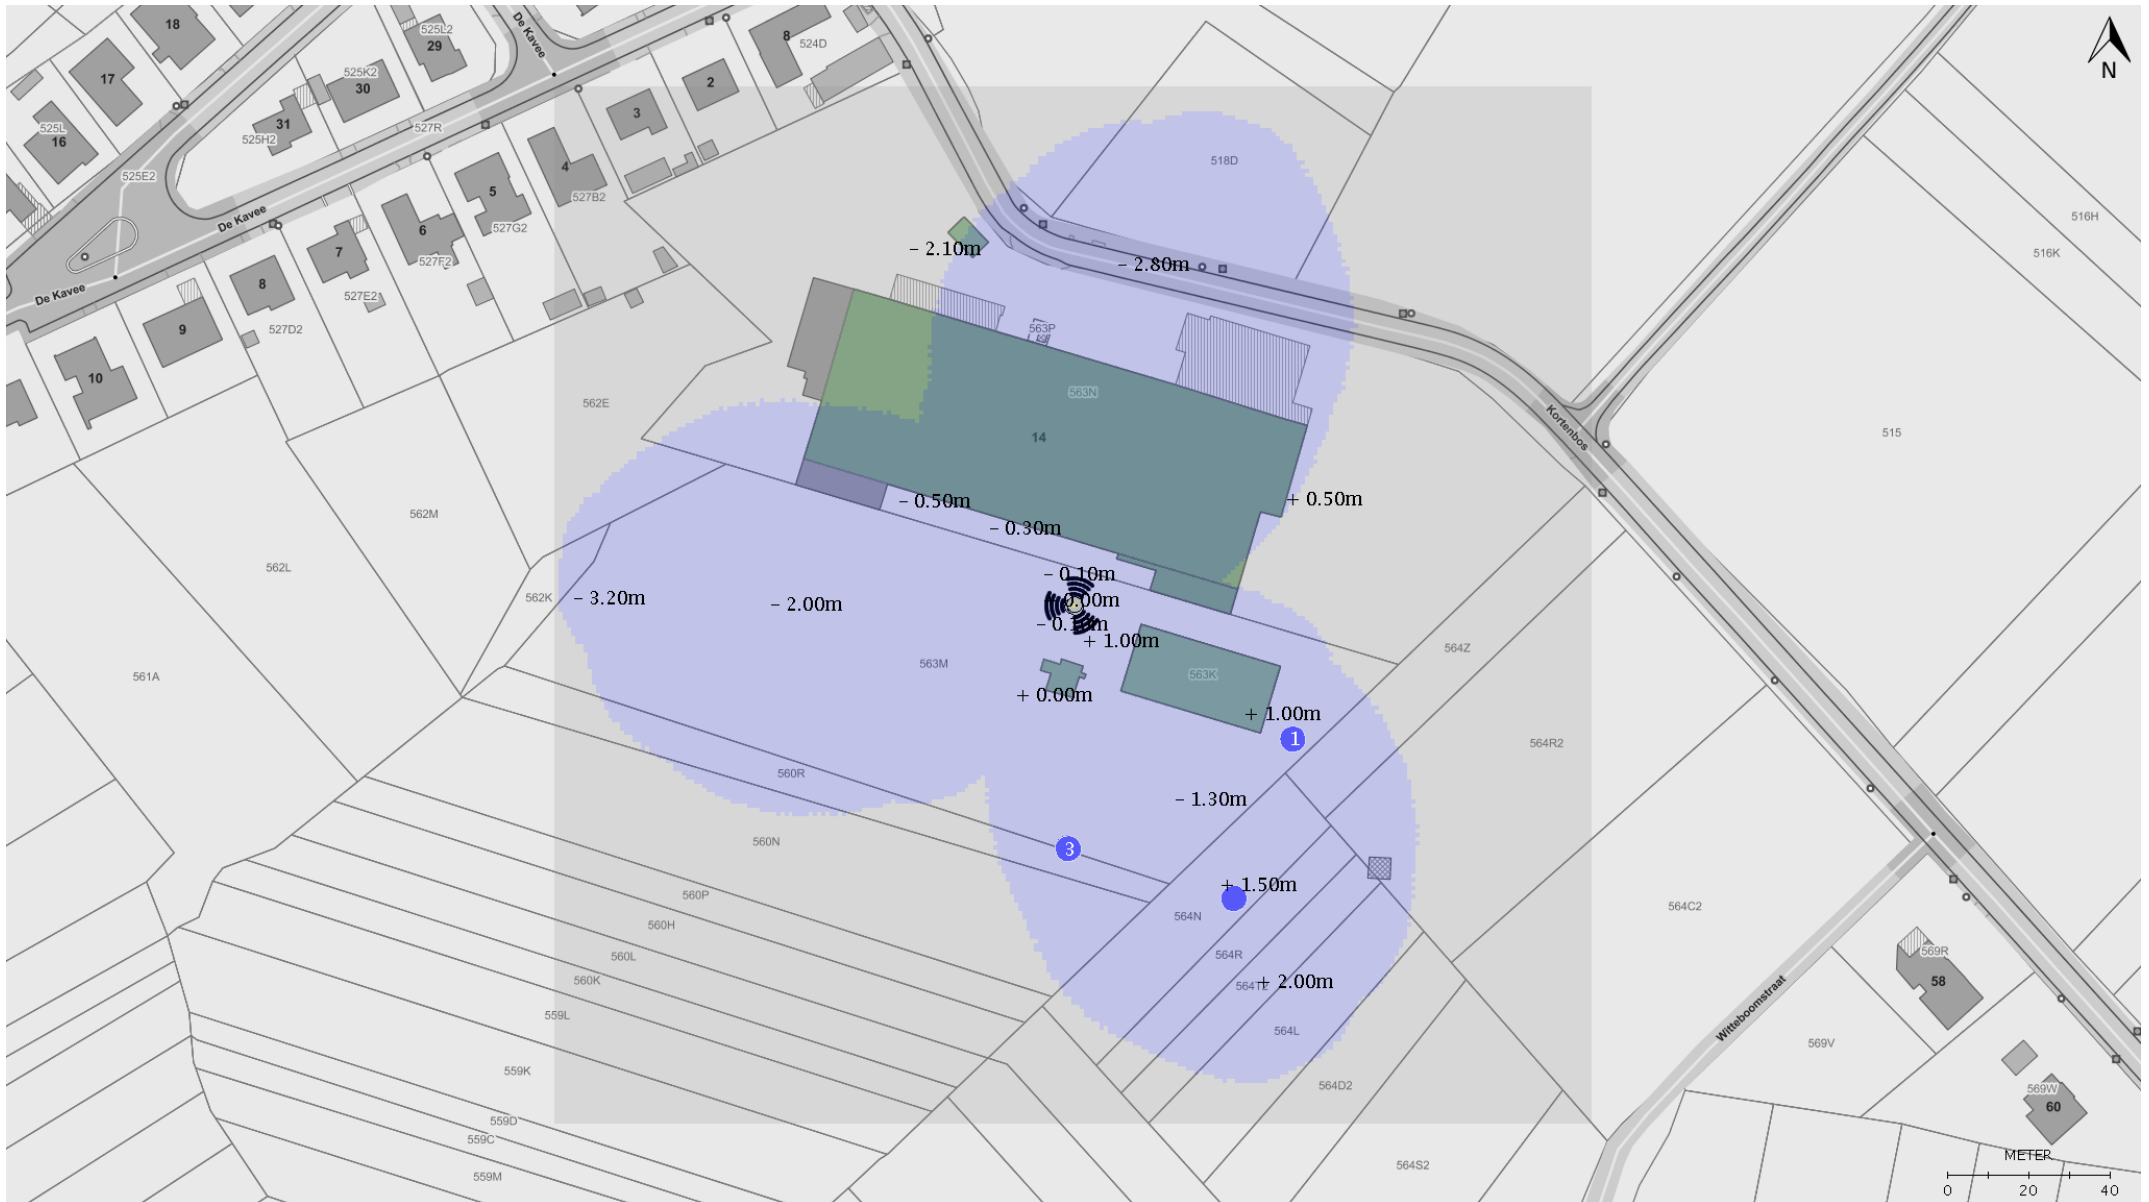 18
525L2
29
De Kavee
8
524D
N
17
525K2
30
2
3
31
525L
16
525H2
527R
518D
525E2
4
5
527B2
De Kavee
6
527G2
516H
7
527F2
516K
− 2.10m
− 2.80m
8
527E2
De Kavee
9
527D2
563P
10
563N
562E
Kortenbos
515
14
− 0.50m
+ 0.50m
562M
− 0.30m
562L
− 0.10m
562K
− 3.20m
− 2.00m
+ 1.00m
564Z
563M
563K
561A
+ 0.00m
+ 1.00m
1
564R2
560R
− 1.30m
560N
3
+ 1.50m
560P
564N
564C2
560H
564R
569R
560L
58
560K
+ 2.00m
Witteboomstraat
559L
564L
569V
559K
564D2
569W
60
559D
559C
METER
559M
564S2
0 20 40